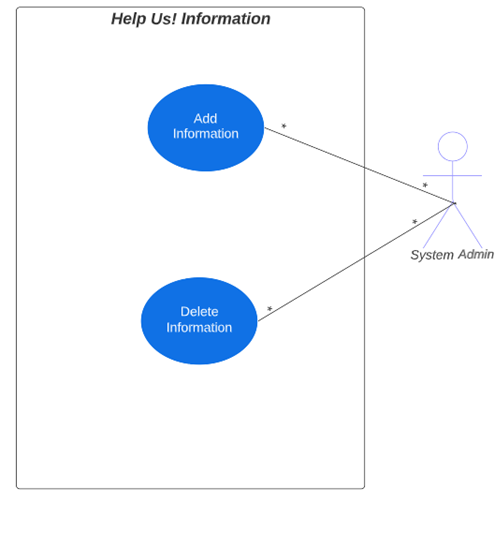 Help Us! Information
Add
Information
*
*
*
System Admin
*
Delete
Information